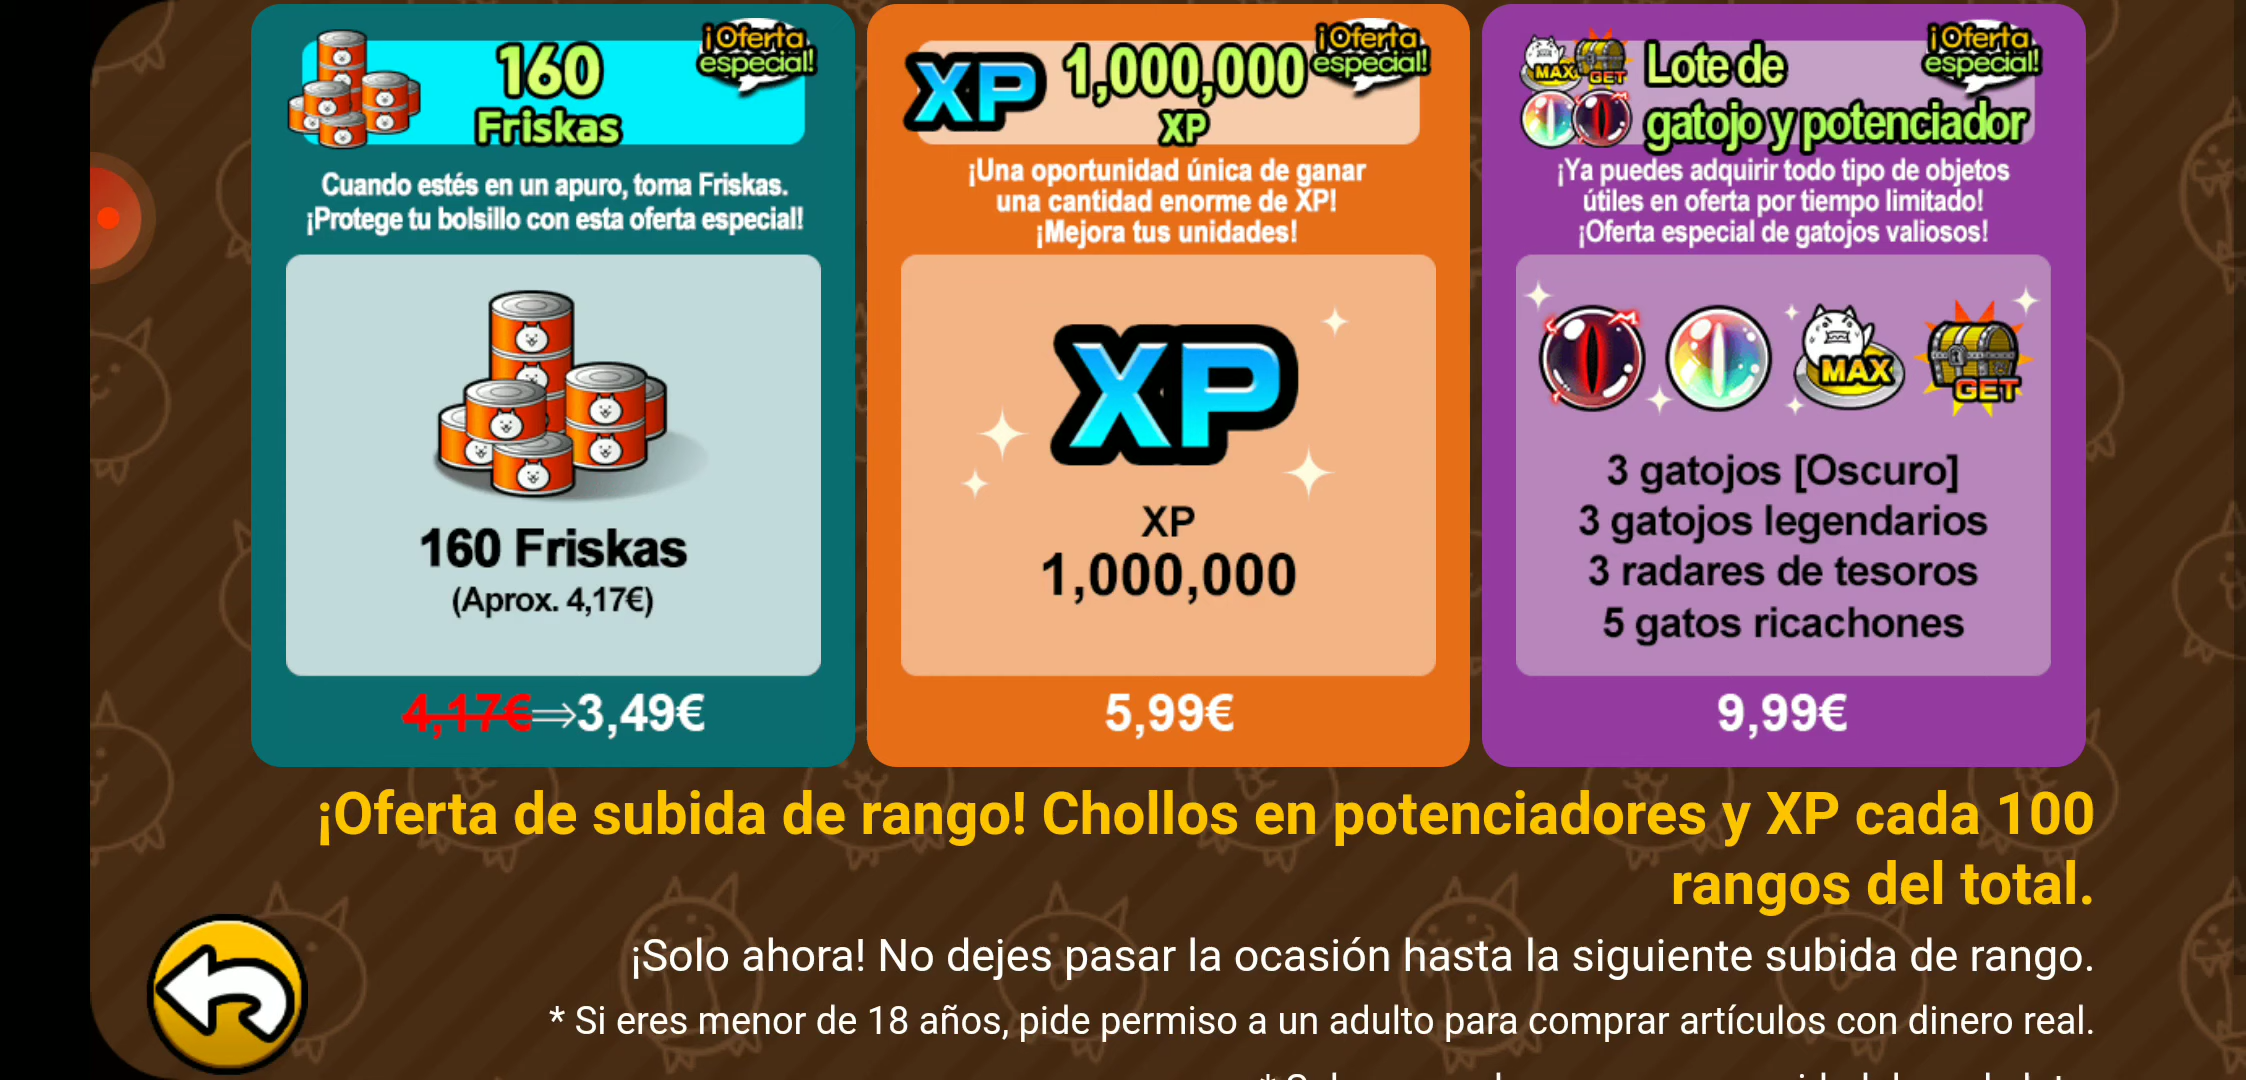 ¡Oferta
especial!
160
Friskas
Cuando estés en un apuro, toma Friskas.
¡Protege tu bolsillo con esta oferta especial!
160 Friskas
(Aprox. 4,17€)
4,17€⇒3,49€
¡Oferta
especial!
XP 1,000,000
XP
¡Una oportunidad única de ganar
una cantidad enorme de XP!
¡Mejora tus unidades!
XP
XP
1,000,000
5,99€
¡Oferta
especial!
MAX GET
Lote de
gatojo y potenciador
¡Ya puedes adquirir todo tipo de objetos
útiles en oferta por tiempo limitado!
¡Oferta especial de gatojos valiosos!
MAX GET
3 gatojos [Oscuro]
3 gatojos legendarios
3 radares de tesoros
5 gatos ricachones
9,99€
¡Oferta de subida de rango! Chollos en potenciadores y XP cada 100
rangos del total.
¡Solo ahora! No dejes pasar la ocasión hasta la siguiente subida de rango.
* Si eres menor de 18 años, pide permiso a un adulto para comprar artículos con dinero real.